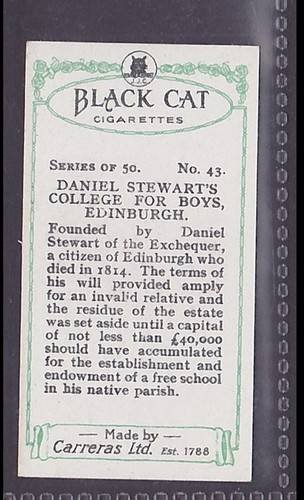 J.J.C.
BLACK CAT
CIGARETTES
SERIES OF 50. No. 43.
DANIEL STEWART'S
COLLEGE FOR BOYS,
EDINBURGH.
Founded by Daniel
Stewart of the Exchequer,
a citizen of Edinburgh who
died in 1814. The terms of
his will provided amply
for an invalid relative and
the residue of the estate
was set aside until a capital
of not less than £40,000
should have accumulated
for the establishment and
endowment of a free school
in his native parish.
— Made by —
Carreras Ltd. Est. 1788